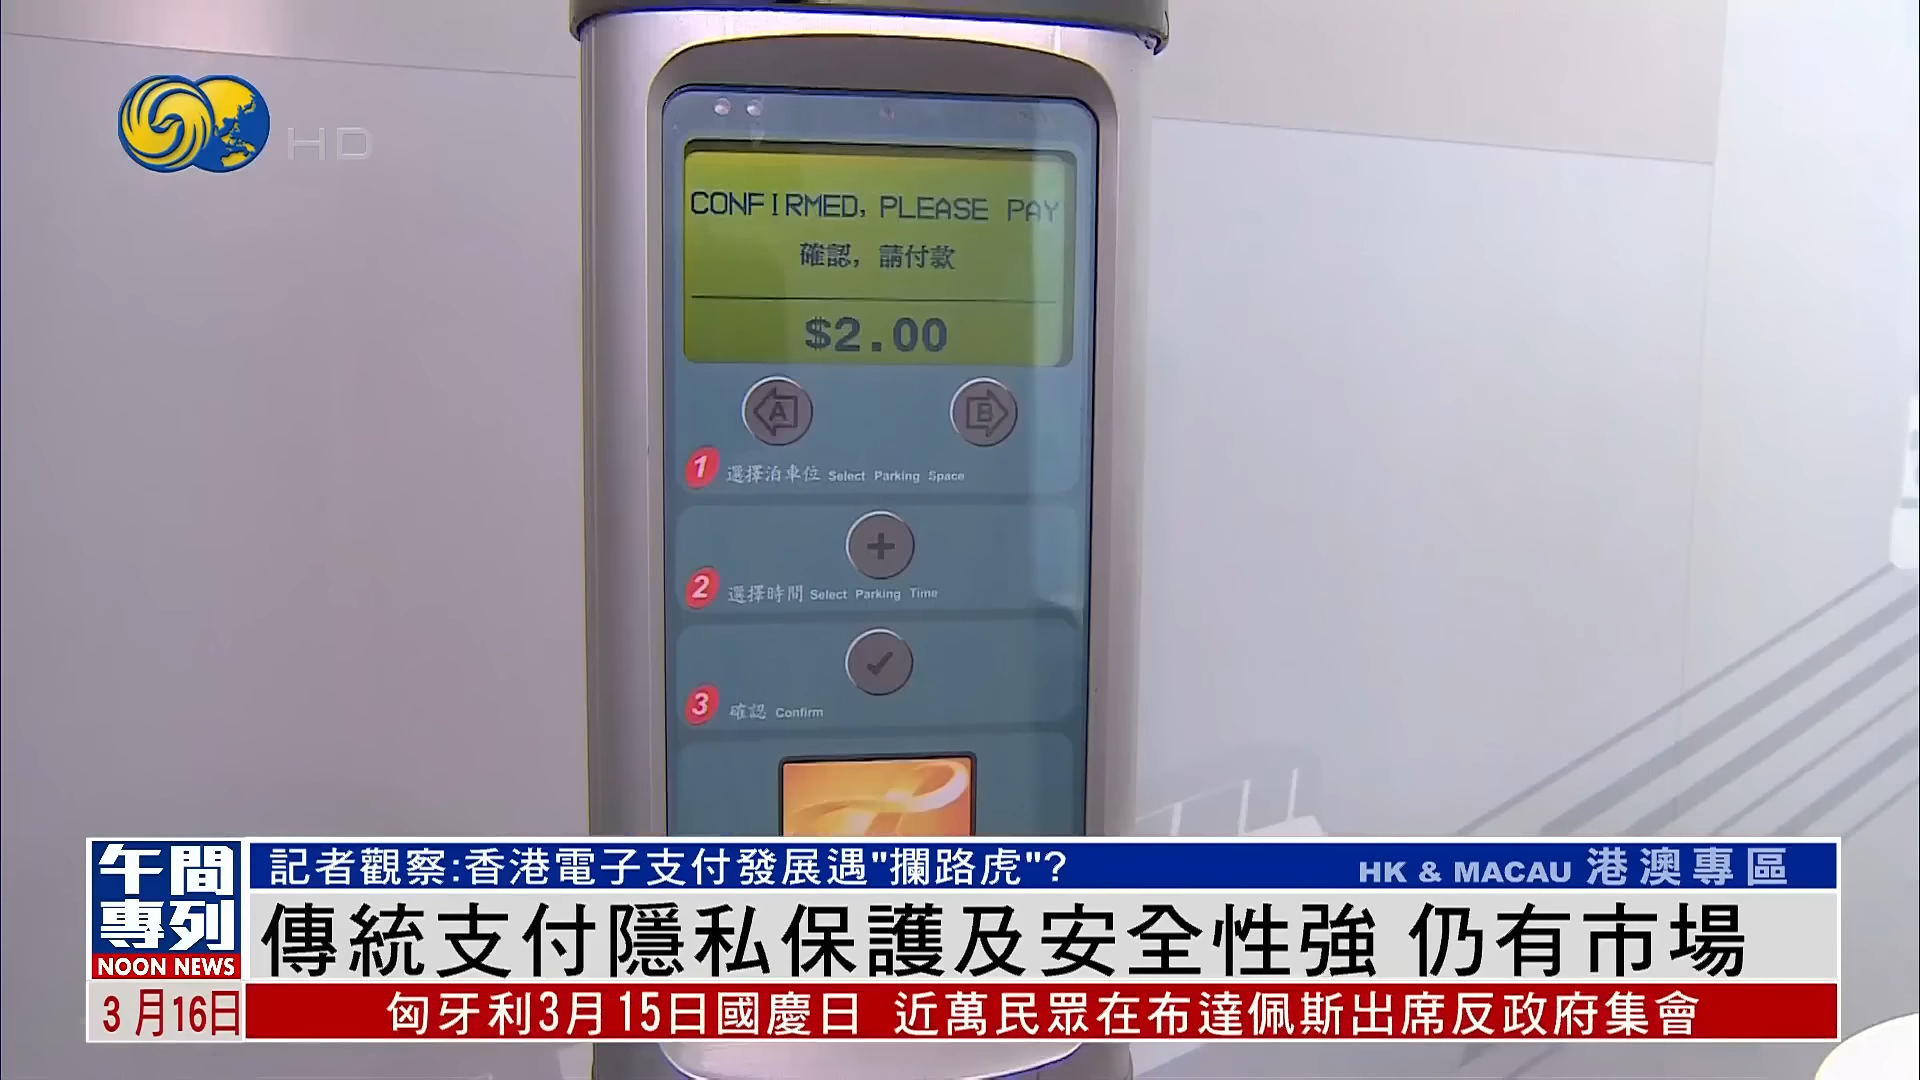 HD
CONFIRMED, PLEASE PAY
確認, 請付款
$2.00
A B
1 選擇泊車位 Select Parking Space
+
2 選擇時間 Select Parking Time
3 確認 Confirm
午間專列
NOON NEWS
記者觀察:香港電子支付發展遇"攔路虎"?
HK & MACAU 港澳專區
傳統支付隱私保護及安全性強 仍有市場
3月16日
匈牙利3月15日國慶日 近萬民眾在布達佩斯出席反政府集會